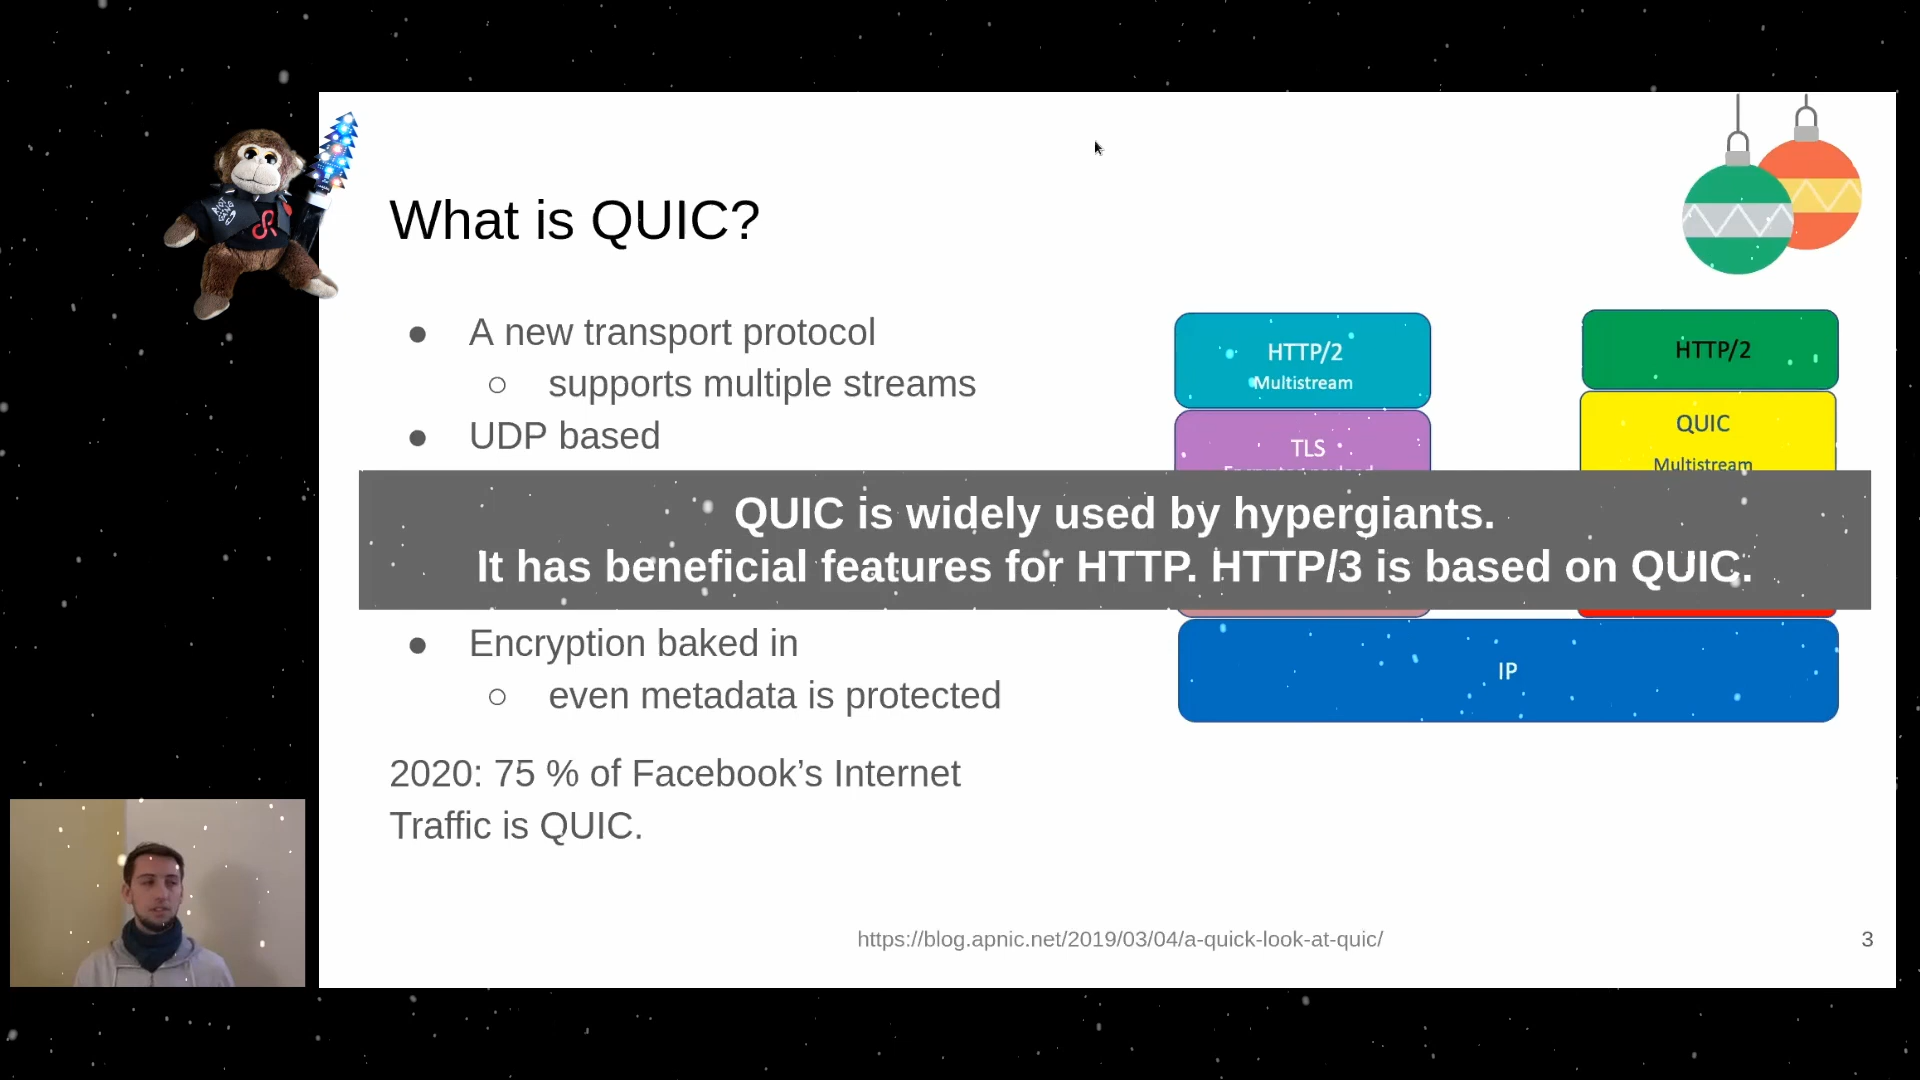 What is QUIC?
● A new transport protocol
○ supports multiple streams
● UDP based
QUIC is widely used by hypergiants.
It has beneficial features for HTTP. HTTP/3 is based on QUIC.
● Encryption baked in
○ even metadata is protected
2020: 75 % of Facebook’s Internet
Traffic is QUIC.
HTTP/2
Multistream
TLS
HTTP/2
QUIC
Multistream
IP
https://blog.apnic.net/2019/03/04/a-quick-look-at-quic/
3